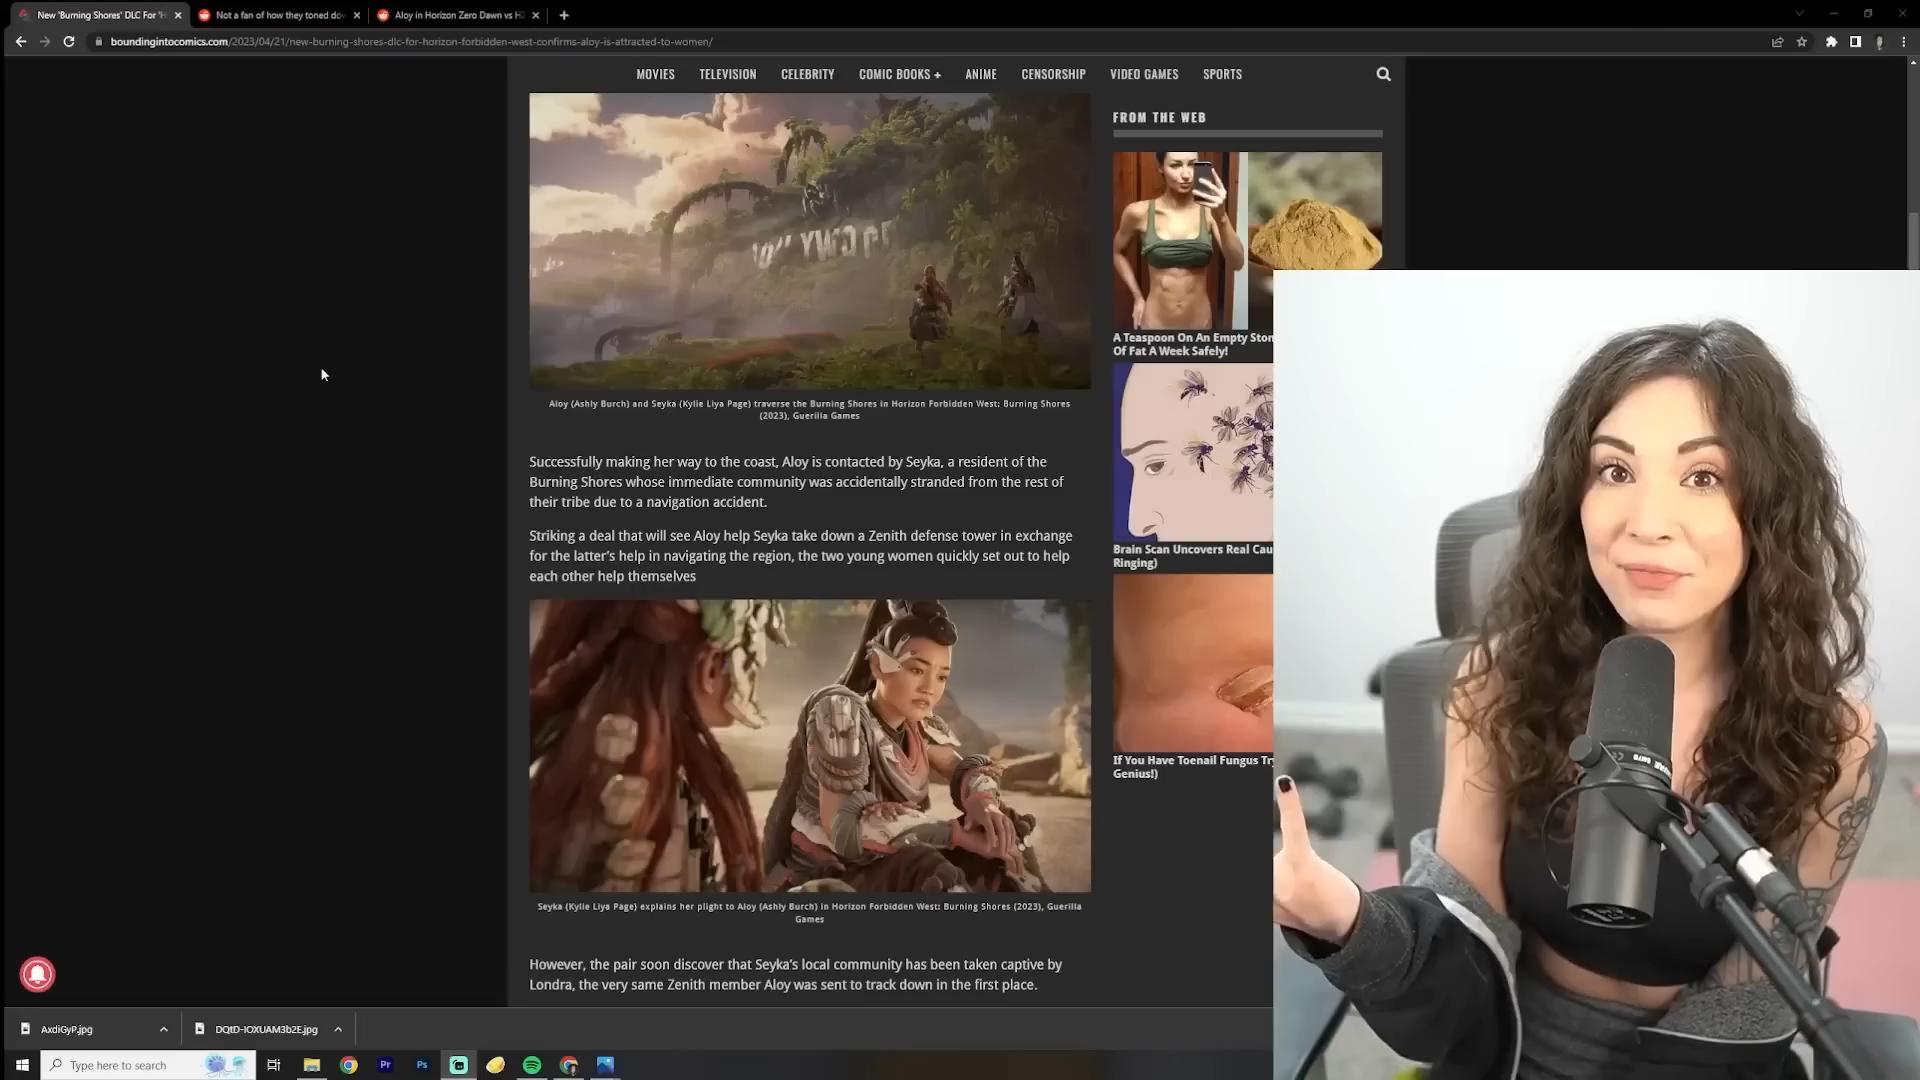 New 'Burning Shores' DLC For 'H
Not a fan of how they toned dov
Aloy in Horizon Zero Dawn vs H
boundingintocomics.com/2023/04/21/new-burning-shores-dlc-for-horizon-forbidden-west-confirms-aloy-is-attracted-to-women/
MOVIES TELEVISION CELEBRITY COMIC BOOKS + ANIME CENSORSHIP VIDEO GAMES SPORTS
FROM THE WEB
A Teaspoon On An Empty Ston
Of Fat A Week Safely!
Aloy (Ashly Burch) and Seyka (Kylie Liya Page) traverse the Burning Shores in Horizon Forbidden West: Burning Shores
(2023), Guerilla Games
Successfully making her way to the coast, Aloy is contacted by Seyka, a resident of the
Burning Shores whose immediate community was accidentally stranded from the rest of
their tribe due to a navigation accident.
Striking a deal that will see Aloy help Seyka take down a Zenith defense tower in exchange
for the latter's help in navigating the region, the two young women quickly set out to help
each other help themselves
Brain Scan Uncovers Real Cau
Ringing)
If You Have Toenail Fungus Try
Genius!)
Seyka (Kylie Liya Page) explains her plight to Aloy (Ashly Burch) in Horizon Forbidden West: Burning Shores (2023), Guerilla
Games
However, the pair soon discover that Seyka's local community has been taken captive by
Londra, the very same Zenith member Aloy was sent to track down in the first place.
AxdiGyP.jpg
DQtD-IOXUAM3b2E.jpg
Type here to search
Pr
Ps